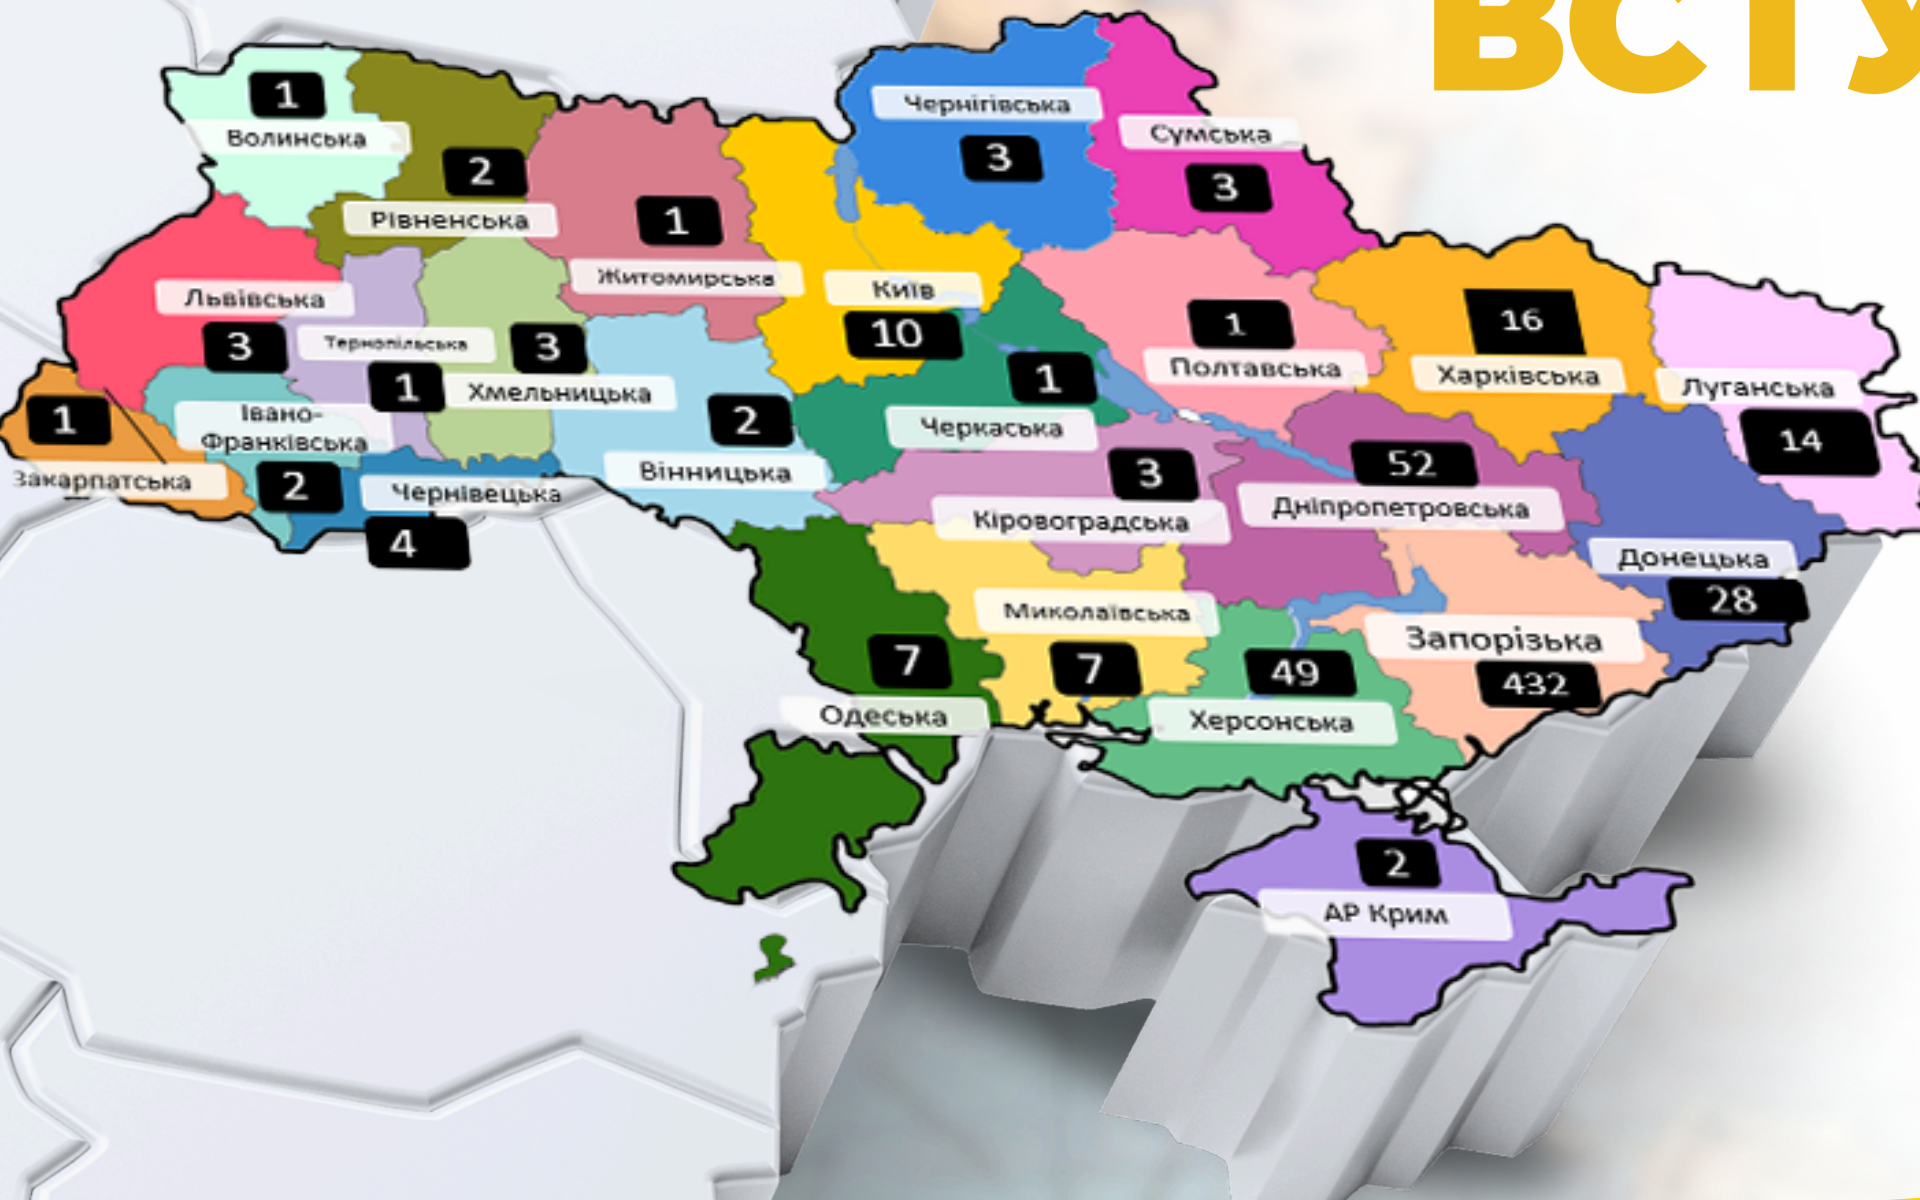 ВСТУ
1
Волинська
2
Рівненська
1
Житомирська
Чернігівська
3
Сумська
3
Київ
10
Львівська
3
Тернопільська
1
3
Хмельницька
1
Закарпатська
Івано-
Франківська
2
Чернівецька
4
2
Вінницька
1
Черкаська
1
Полтавська
16
Харківська
Луганська
14
3
Кіровоградська
52
Дніпропетровська
Донецька
28
7
Одеська
Миколаївська
7
49
Херсонська
Запорізька
432
2
АР Крим